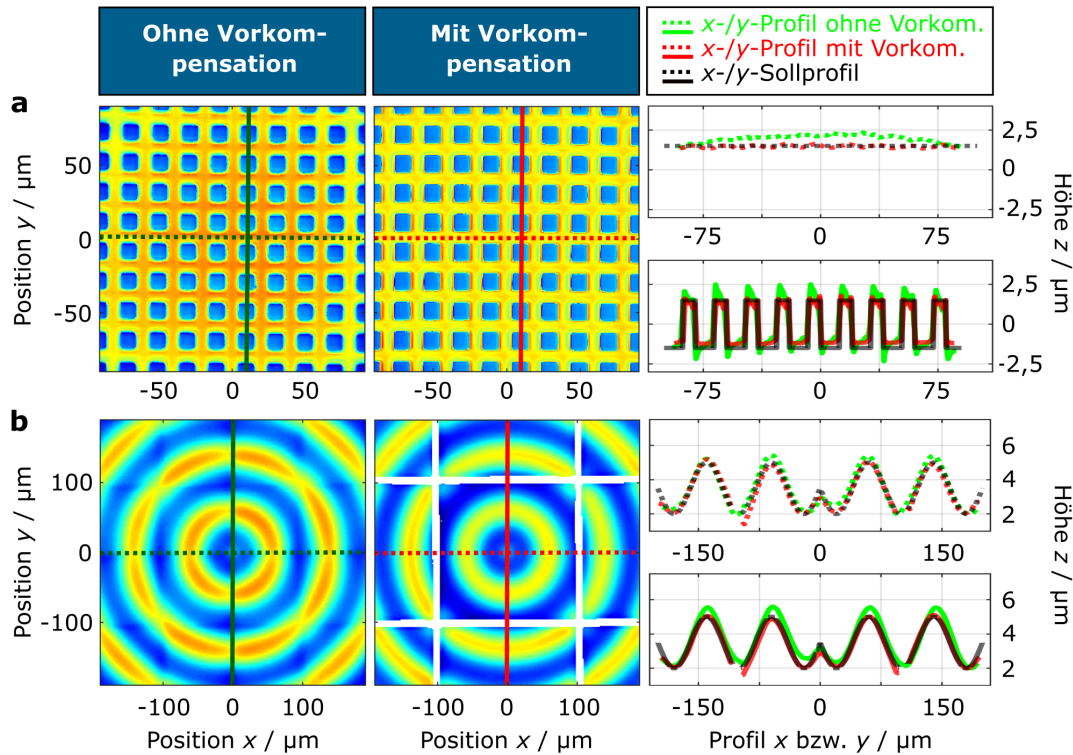 Ohne Vorkom-
pensation
Mit Vorkom-
pensation
x-/y-Profil ohne Vorkom.
x-/y-Profil mit Vorkom.
x-/y-Sollprofil
a
Position y / µm
50
0
-50
-50 0 50
-50 0 50
2,5
0
-2,5
-75 0 75
2,5
0
-2,5
-75 0 75
Höhe z / µm
b
Position y / µm
100
0
-100
-100 0 100
Position x / µm
-100 0 100
Position x / µm
6
4
2
-150 0 150
6
4
2
-150 0 150
Profil x bzw. y / µm
Höhe z / µm